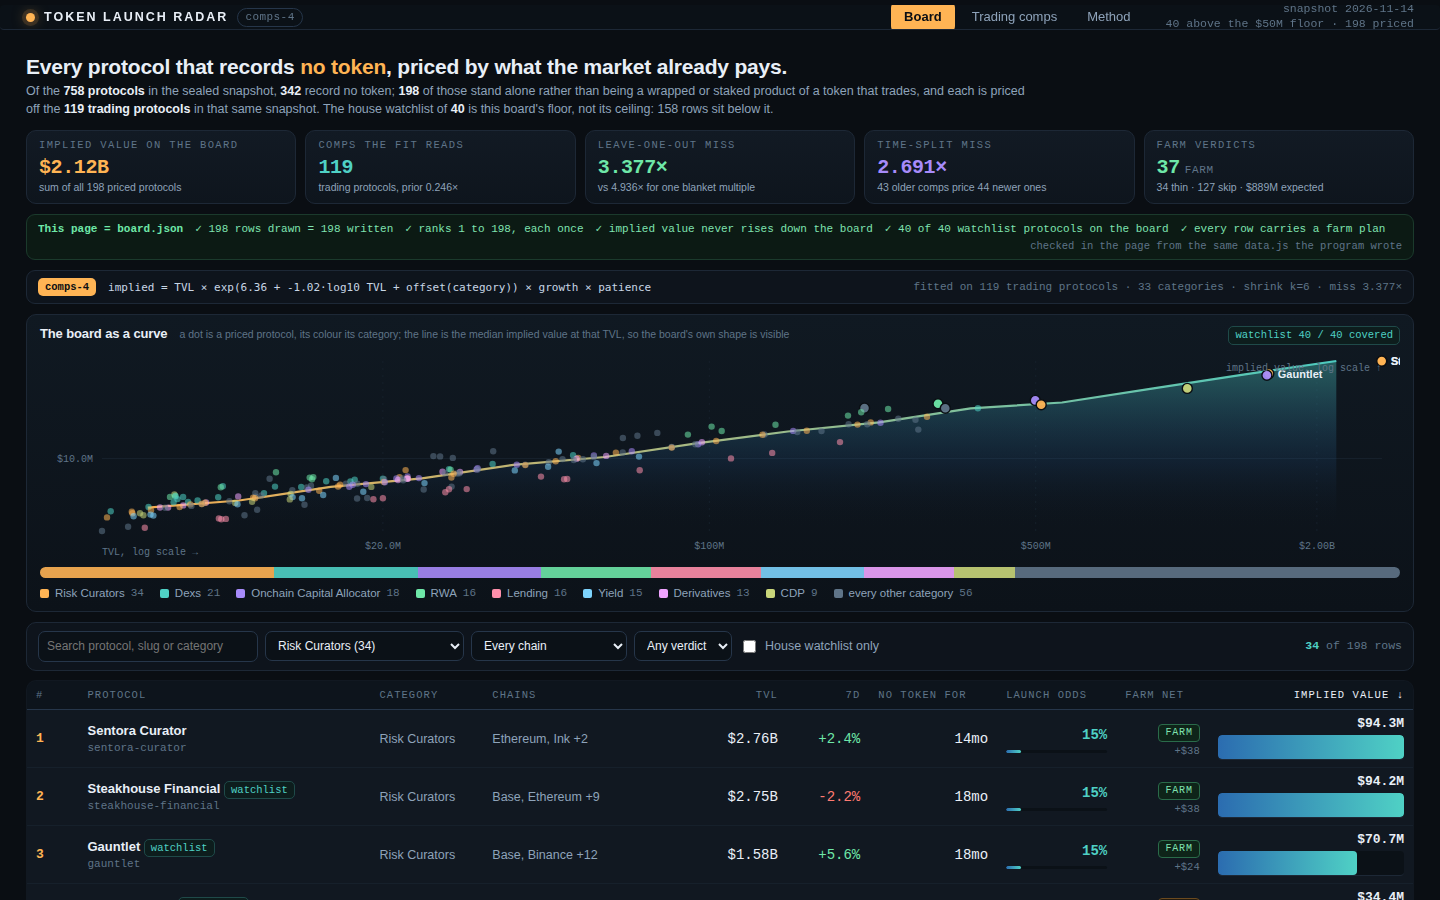 TOKEN LAUNCH RADAR comps-4
Board Trading comps Method
snapshot 2026-11-14
40 above the $50M floor · 198 priced
Every protocol that records no token, priced by what the market already pays.
Of the 758 protocols in the sealed snapshot, 342 record no token; 198 of those stand alone rather than being a wrapped or staked product of a token that trades, and each is priced
off the 119 trading protocols in that same snapshot. The house watchlist of 40 is this board's floor, not its ceiling: 158 rows sit below it.
IMPLIED VALUE ON THE BOARD
$2.12B
sum of all 198 priced protocols
COMPS THE FIT READS
119
trading protocols, prior 0.246×
LEAVE-ONE-OUT MISS
3.377×
vs 4.936× for one blanket multiple
TIME-SPLIT MISS
2.691×
43 older comps price 44 newer ones
FARM VERDICTS
37 FARM
34 thin · 127 skip · $889M expected
This page = board.json ✓ 198 rows drawn = 198 written ✓ ranks 1 to 198, each once ✓ implied value never rises down the board ✓ 40 of 40 watchlist protocols on the board ✓ every row carries a farm plan
checked in the page from the same data.js the program wrote
comps-4 implied = TVL × exp(6.36 + -1.02·log10 TVL + offset(category)) × growth × patience
fitted on 119 trading protocols · 33 categories · shrink k=6 · miss 3.377×
The board as a curve a dot is a priced protocol, its colour its category; the line is the median implied value at that TVL, so the board's own shape is visible
watchlist 40 / 40 covered
implied value, log scale ↑
Gauntlet
$10.0M
TVL, log scale →
$20.0M $100M $500M $2.00B
Risk Curators 34 Dexs 21 Onchain Capital Allocator 18 RWA 16 Lending 16 Yield 15 Derivatives 13 CDP 9 every other category 56
Search protocol, slug or category
Risk Curators (34)
Every chain
Any verdict
House watchlist only
34 of 198 rows
# PROTOCOL CATEGORY CHAINS TVL 7D NO TOKEN FOR LAUNCH ODDS FARM NET IMPLIED VALUE ↓
1 Sentora Curator Risk Curators Ethereum, Ink +2 $2.76B +2.4% 14mo 15% FARM $94.3M
sentora-curator +$38
2 Steakhouse Financial watchlist Risk Curators Base, Ethereum +9 $2.75B -2.2% 18mo 15% FARM $94.2M
steakhouse-financial +$38
3 Gauntlet watchlist Risk Curators Base, Binance +12 $1.58B +5.6% 18mo 15% FARM $70.7M
gauntlet +$24
$34.4M